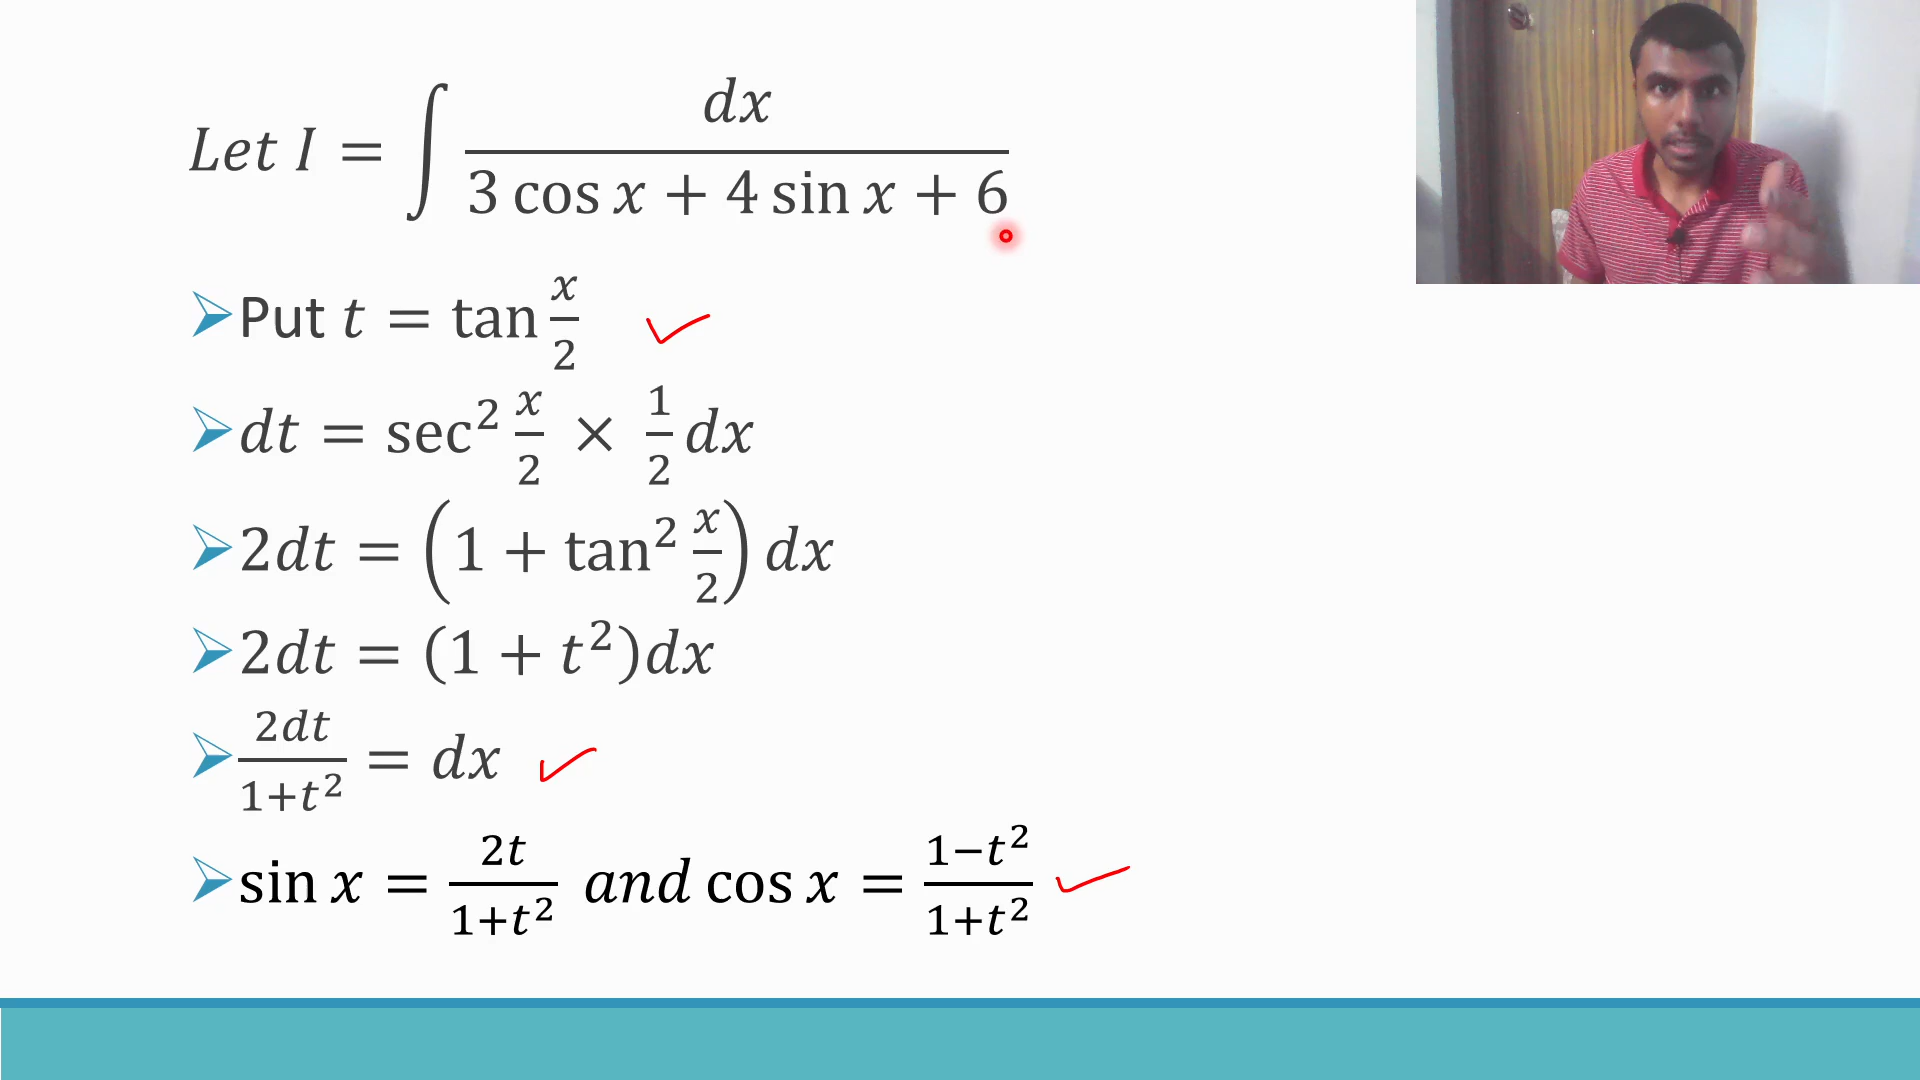 Let I = ∫ dx / (3 cos x + 4 sin x + 6)
Put t = tan x/2
dt = sec² x/2 × 1/2 dx
2dt = (1 + tan² x/2) dx
2dt = (1 + t²)dx
2dt/(1+t²) = dx
sin x = 2t/(1+t²) and cos x = (1−t²)/(1+t²)